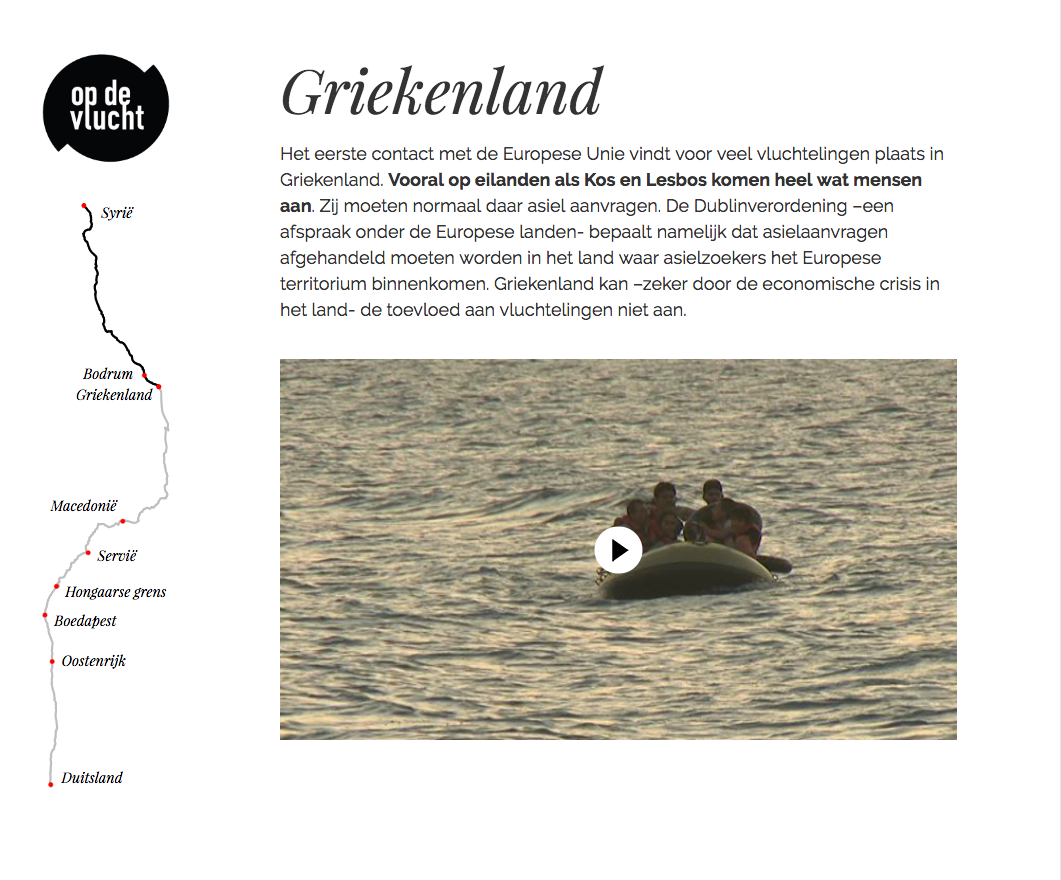 op de
vlucht
Griekenland
Het eerste contact met de Europese Unie vindt voor veel vluchtelingen plaats in
Griekenland. Vooral op eilanden als Kos en Lesbos komen heel wat mensen
aan. Zij moeten normaal daar asiel aanvragen. De Dublinverordening –een
afspraak onder de Europese landen- bepaalt namelijk dat asielaanvragen
afgehandeld moeten worden in het land waar asielzoekers het Europese
territorium binnenkomen. Griekenland kan –zeker door de economische crisis in
het land- de toevloed aan vluchtelingen niet aan.
Syrië
Bodrum
Griekenland
Macedonië
Servië
Hongaarse grens
Boedapest
Oostenrijk
Duitsland